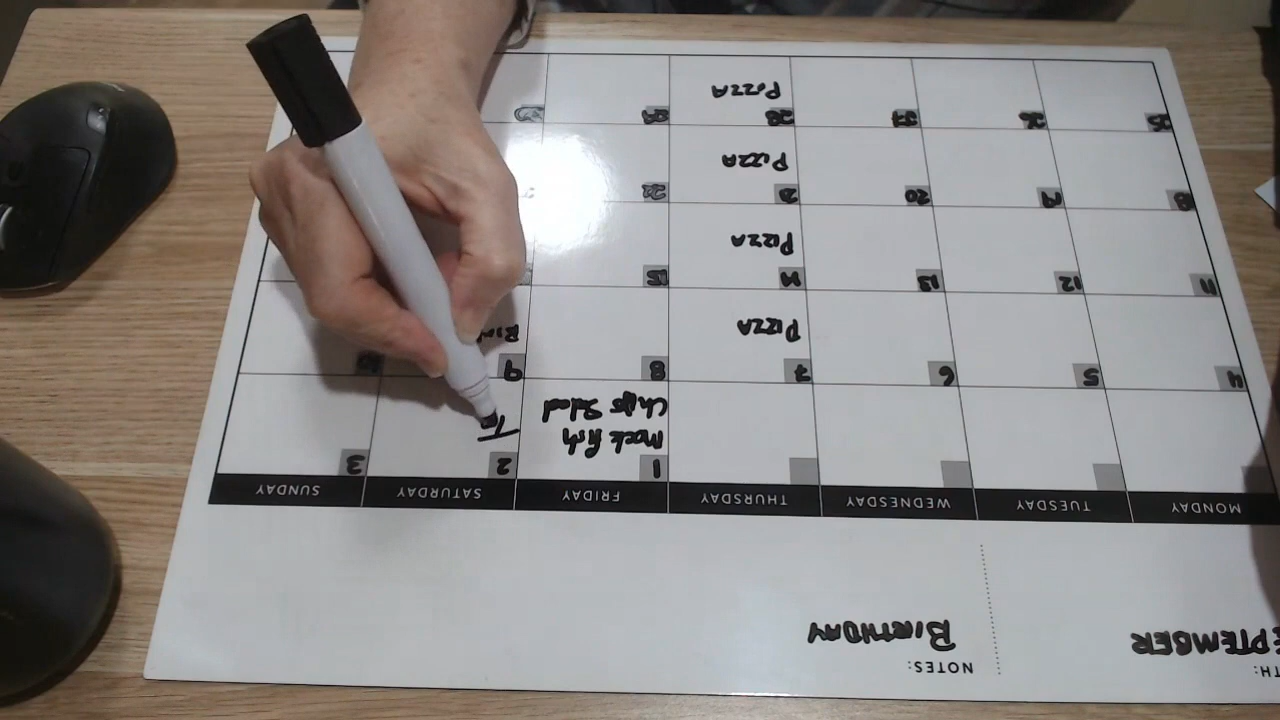 SEPTEMBER
NOTES:
BIRTHDAY
MONDAY TUESDAY WEDNESDAY THURSDAY FRIDAY SATURDAY SUNDAY
1 2 3
Mock fish
Chips Salad
4 5 6 7 8 9
PIZZA
11 12 13 14 15
PIZZA
18 19 20 21 22
PIZZA
25 26 27 28 29
PIZZA